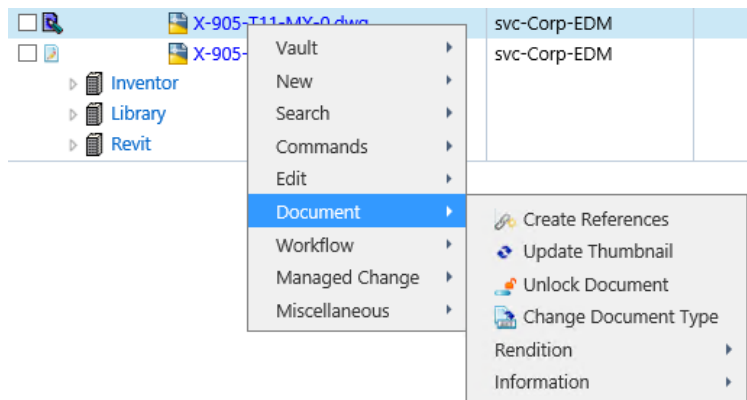 X-905-T11-MX-0.dwg svc-Corp-EDM
X-905- svc-Corp-EDM
Inventor
Library
Revit
Vault
New
Search
Commands
Edit
Document
Workflow
Managed Change
Miscellaneous
Create References
Update Thumbnail
Unlock Document
Change Document Type
Rendition
Information